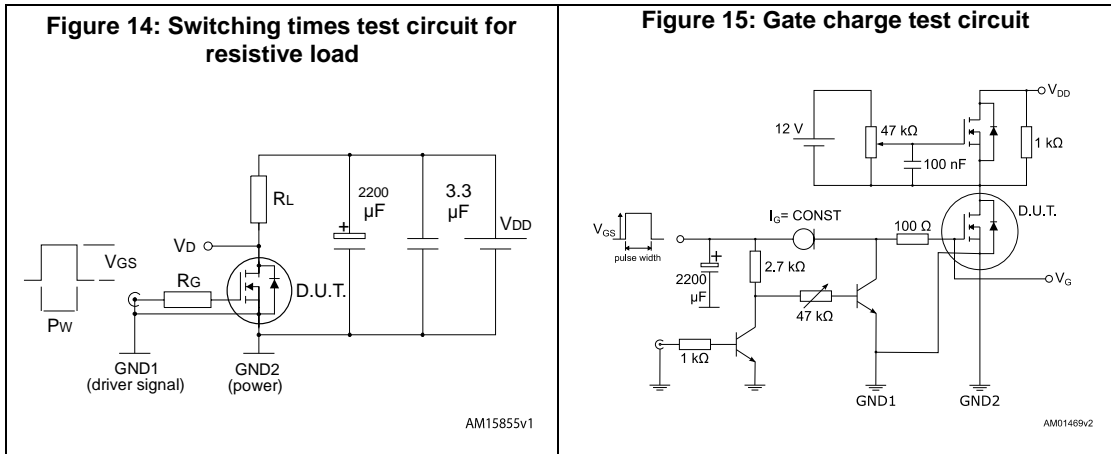 Figure 14: Switching times test circuit for
resistive load
RL
2200
μF
3.3
μF
VDD
VD
VGS
RG
D.U.T.
PW
GND1
(driver signal)
GND2
(power)
AM15855v1
Figure 15: Gate charge test circuit
VDD
12 V
47 kΩ
1 kΩ
100 nF
D.U.T.
IG= CONST
100 Ω
VGS
pulse width
2.7 kΩ
VG
2200
μF
47 kΩ
1 kΩ
GND1
GND2
AM01469v2